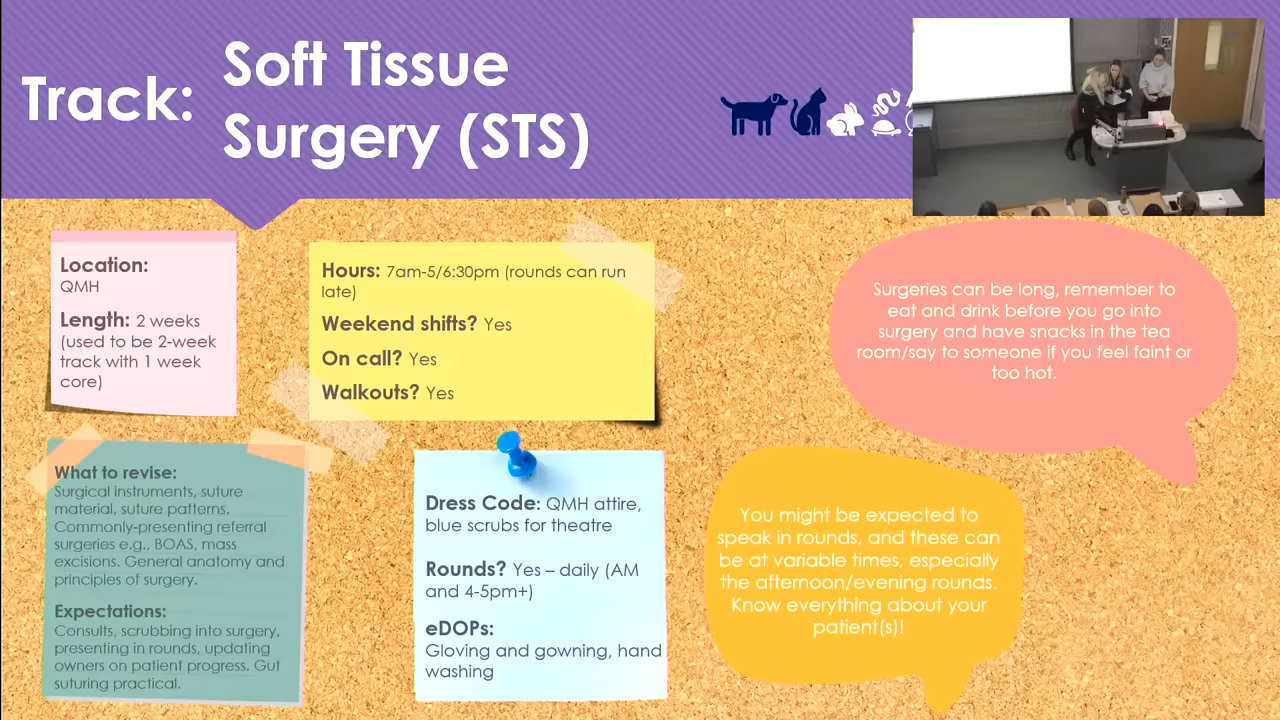 Track:
Soft Tissue
Surgery (STS)
Location:
QMH
Length: 2 weeks
(used to be 2-week
track with 1 week
core)
Hours: 7am-5/6:30pm (rounds can run
late)
Weekend shifts? Yes
On call? Yes
Walkouts? Yes
Surgeries can be long, remember to
eat and drink before you go into
surgery and have snacks in the tea
room/say to someone if you feel faint or
too hot.
What to revise:
Surgical instruments, suture
material, suture patterns.
Commonly-presenting referral
surgeries e.g., BOAS, mass
excisions. General anatomy and
principles of surgery.
Expectations:
Consults, scrubbing into surgery,
presenting in rounds, updating
owners on patient progress. Gut
suturing practical.
Dress Code: QMH attire,
blue scrubs for theatre
Rounds? Yes – daily (AM
and 4-5pm+)
eDOPs:
Gloving and gowning, hand
washing
You might be expected to
speak in rounds, and these can
be at variable times, especially
the afternoon/evening rounds.
Know everything about your
patient(s)!